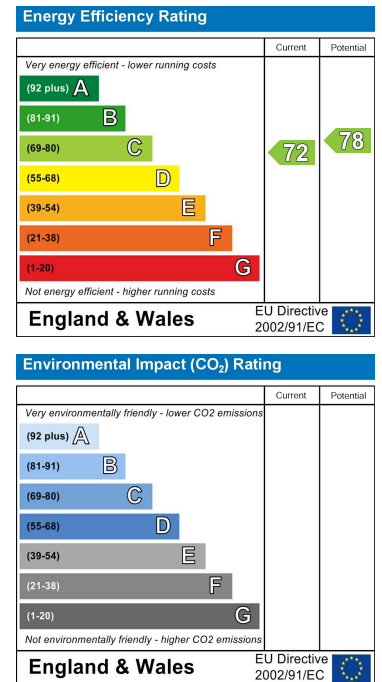 Energy Efficiency Rating
Current Potential
Very energy efficient - lower running costs
(92 plus) A
(81-91) B
(69-80) C
(55-68) D
(39-54) E
(21-38) F
(1-20) G
72
78
Not energy efficient - higher running costs
England & Wales
EU Directive
2002/91/EC
Environmental Impact (CO₂) Rating
Current Potential
Very environmentally friendly - lower CO2 emissions
(92 plus) A
(81-91) B
(69-80) C
(55-68) D
(39-54) E
(21-38) F
(1-20) G
Not environmentally friendly - higher CO2 emissions
England & Wales
EU Directive
2002/91/EC